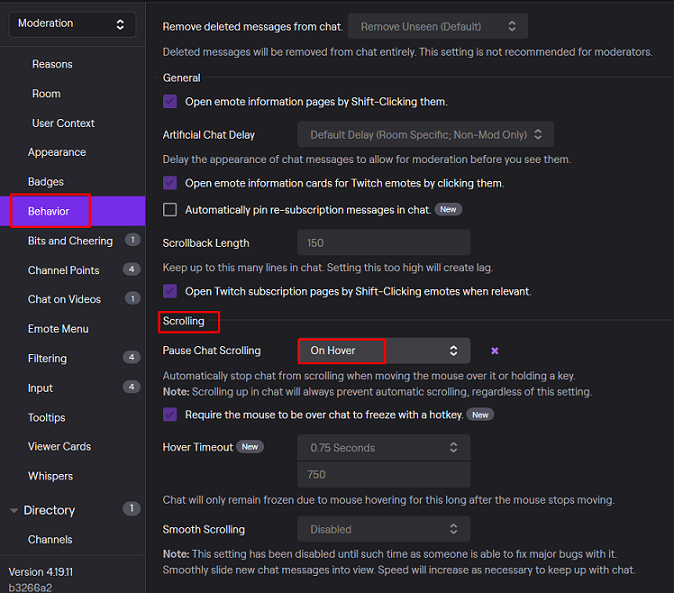 Moderation
Reasons
Room
User Context
Appearance
Badges
Behavior
Bits and Cheering 1
Channel Points 4
Chat on Videos 1
Emote Menu
Filtering 4
Input 4
Tooltips
Viewer Cards
Whispers
Directory 1
Channels
Version 4.19.11
b3266a2
Remove deleted messages from chat. Remove Unseen (Default)
Deleted messages will be removed from chat entirely. This setting is not recommended for moderators.
General
Open emote information pages by Shift-Clicking them.
Artificial Chat Delay Default Delay (Room Specific; Non-Mod Only)
Delay the appearance of chat messages to allow for moderation before you see them.
Open emote information cards for Twitch emotes by clicking them.
Automatically pin re-subscription messages in chat. New
Scrollback Length 150
Keep up to this many lines in chat. Setting this too high will create lag.
Open Twitch subscription pages by Shift-Clicking emotes when relevant.
Scrolling
Pause Chat Scrolling On Hover
Automatically stop chat from scrolling when moving the mouse over it or holding a key.
Note: Scrolling up in chat will always prevent automatic scrolling, regardless of this setting.
Require the mouse to be over chat to freeze with a hotkey. New
Hover Timeout New 0.75 Seconds
750
Chat will only remain frozen due to mouse hovering for this long after the mouse stops moving.
Smooth Scrolling Disabled
Note: This setting has been disabled until such time as someone is able to fix major bugs with it.
Smoothly slide new chat messages into view. Speed will increase as necessary to keep up with chat.